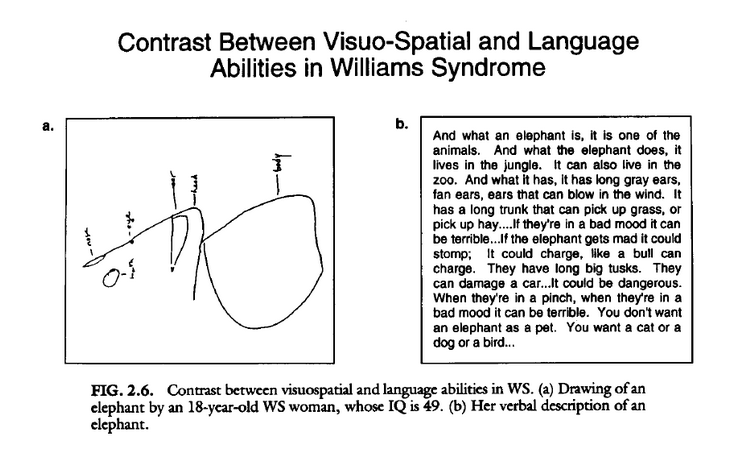 Contrast Between Visuo-Spatial and Language
Abilities in Williams Syndrome
a.
nose
eye
ear
head
body
b.
And what an elephant is, it is one of the
animals. And what the elephant does, it
lives in the jungle. It can also live in the
zoo. And what it has, it has long gray ears,
fan ears, ears that can blow in the wind. It
has a long trunk that can pick up grass, or
pick up hay....If they're in a bad mood it can
be terrible...If the elephant gets mad it could
stomp; It could charge, like a bull can
charge. They have long big tusks. They
can damage a car...It could be dangerous.
When they're in a pinch, when they're in a
bad mood it can be terrible. You don't want
an elephant as a pet. You want a cat or a
dog or a bird...
FIG. 2.6. Contrast between visuospatial and language abilities in WS. (a) Drawing of an
elephant by an 18-year-old WS woman, whose IQ is 49. (b) Her verbal description of an
elephant.